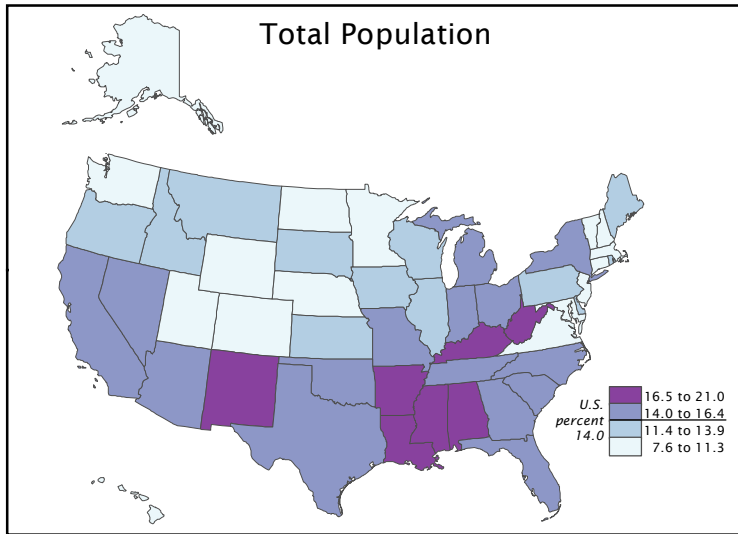 Total Population
U.S.
percent
14.0
16.5 to 21.0
14.0 to 16.4
11.4 to 13.9
7.6 to 11.3